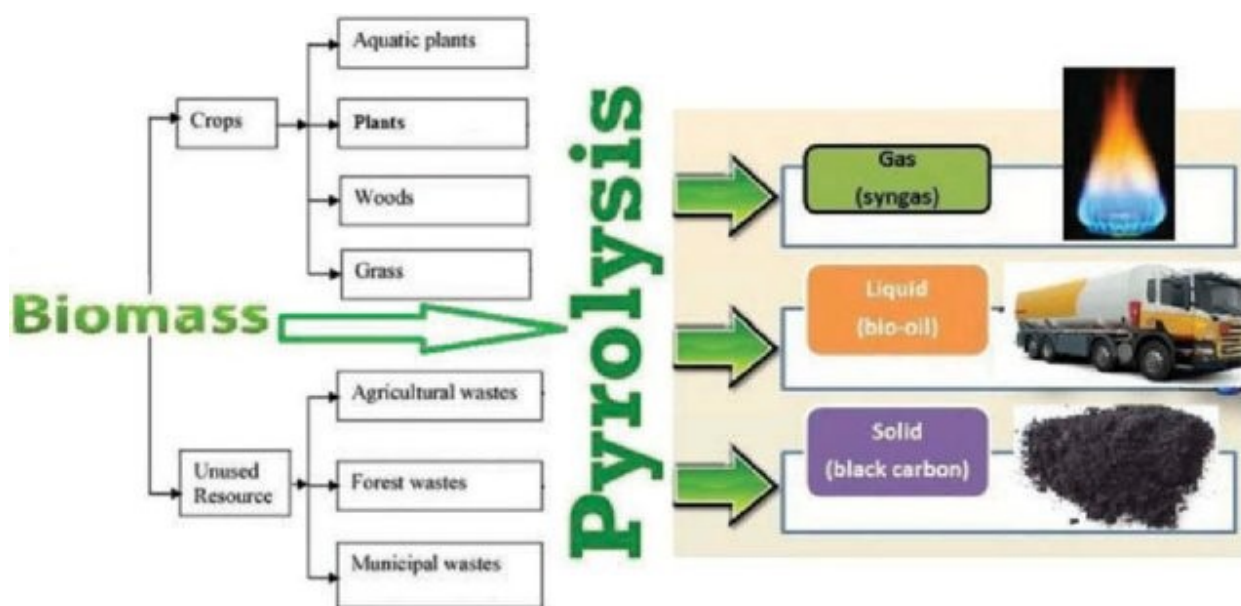 Aquatic plants
Crops
Plants
Woods
Grass
Biomass
Agricultural wastes
Unused
Resource
Forest wastes
Municipal wastes
Pyrolysis
Gas
(syngas)
Liquid
(bio-oil)
Solid
(black carbon)